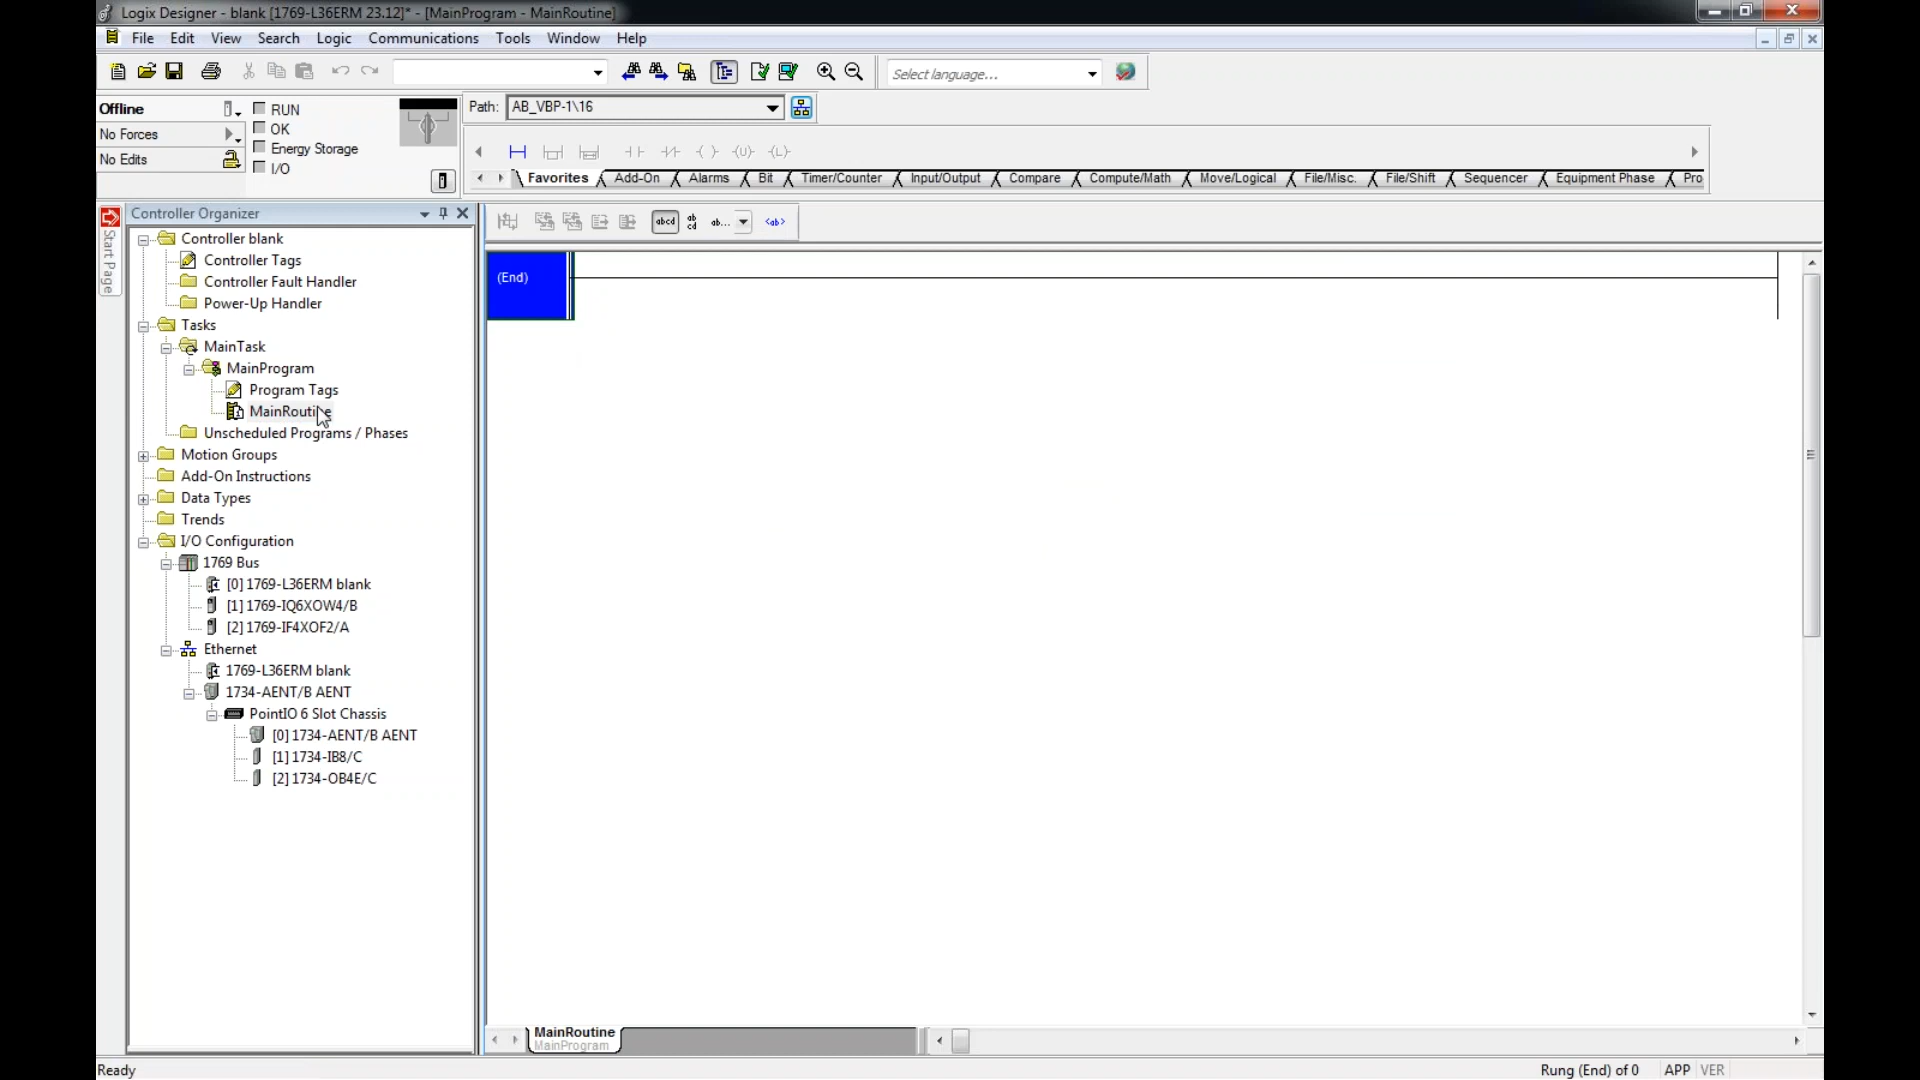 Logix Designer - blank [1769-L36ERM 23.12]* - [MainProgram - MainRoutine]
File Edit View Search Logic Communications Tools Window Help
Select language...
Offline
RUN
No Forces
OK
No Edits
Energy Storage
I/O
Path: AB_VBP-1\16
Favorites Add-On Alarms Bit Timer/Counter Input/Output Compare Compute/Math Move/Logical File/Misc. File/Shift Sequencer Equipment Phase Pro
Start Page
Controller Organizer
Controller blank
Controller Tags
Controller Fault Handler
Power-Up Handler
Tasks
MainTask
MainProgram
Program Tags
MainRoutine
Unscheduled Programs / Phases
Motion Groups
Add-On Instructions
Data Types
Trends
I/O Configuration
1769 Bus
[0] 1769-L36ERM blank
[1] 1769-IQ6XOW4/B
[2] 1769-IF4XOF2/A
Ethernet
1769-L36ERM blank
1734-AENT/B AENT
PointIO 6 Slot Chassis
[0] 1734-AENT/B AENT
[1] 1734-IB8/C
[2] 1734-OB4E/C
abcd ab cd ab... <ab>
(End)
MainRoutine
MainProgram
Ready
Rung (End) of 0 APP VER